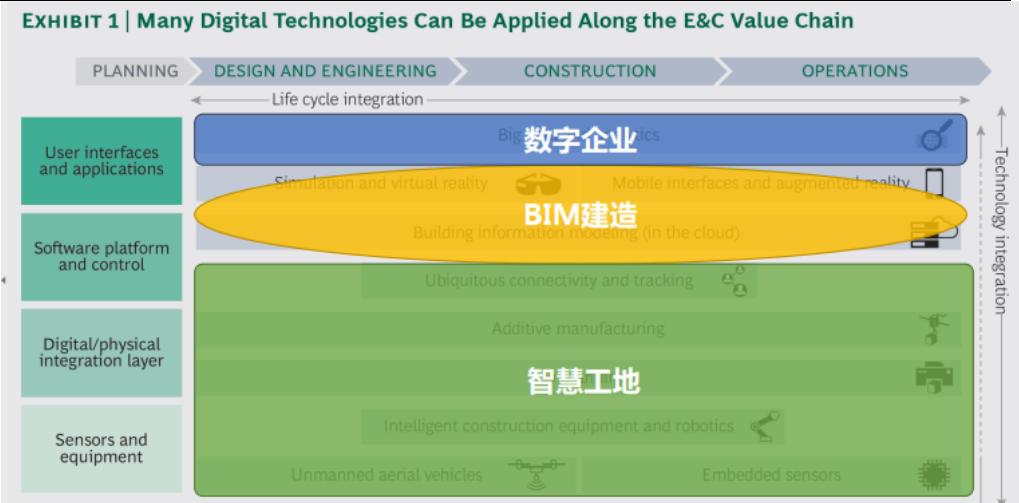 EXHIBIT 1 | Many Digital Technologies Can Be Applied Along the E&C Value Chain
PLANNING
DESIGN AND ENGINEERING
CONSTRUCTION
OPERATIONS
Life cycle integration
User interfaces
and applications
数字企业
Simulation and virtual reality
Mobile interfaces and augmented reality
BIM建造
Building information modeling (in the cloud)
Software platform
and control
Ubiquitous connectivity and tracking
Additive manufacturing
Digital/physical
integration layer
智慧工地
Intelligent construction equipment and robotics
Sensors and
equipment
Unmanned aerial vehicles
Embedded sensors
Technology integration